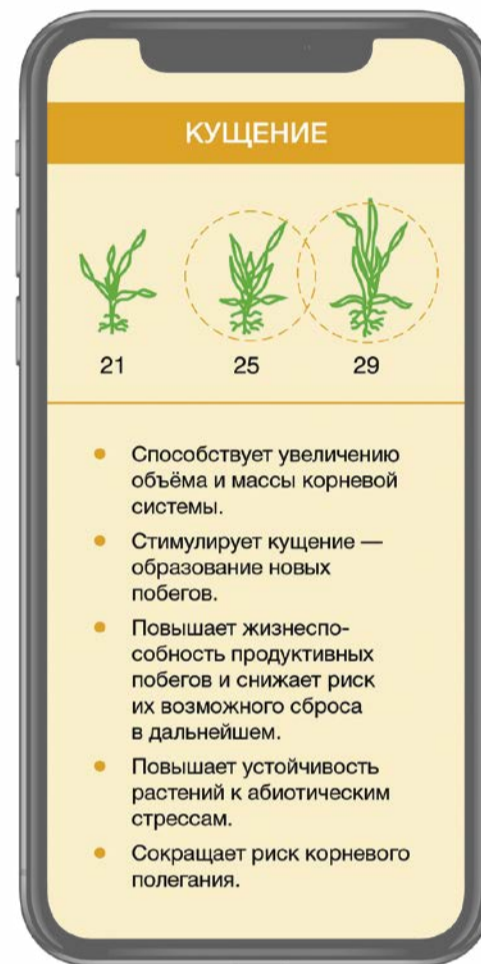 КУЩЕНИЕ
21 25 29
Способствует увеличению
объёма и массы корневой
системы.
Стимулирует кущение —
образование новых
побегов.
Повышает жизнеспо-
собность продуктивных
побегов и снижает риск
их возможного сброса
в дальнейшем.
Повышает устойчивость
растений к абиотическим
стрессам.
Сокращает риск корневого
полегания.